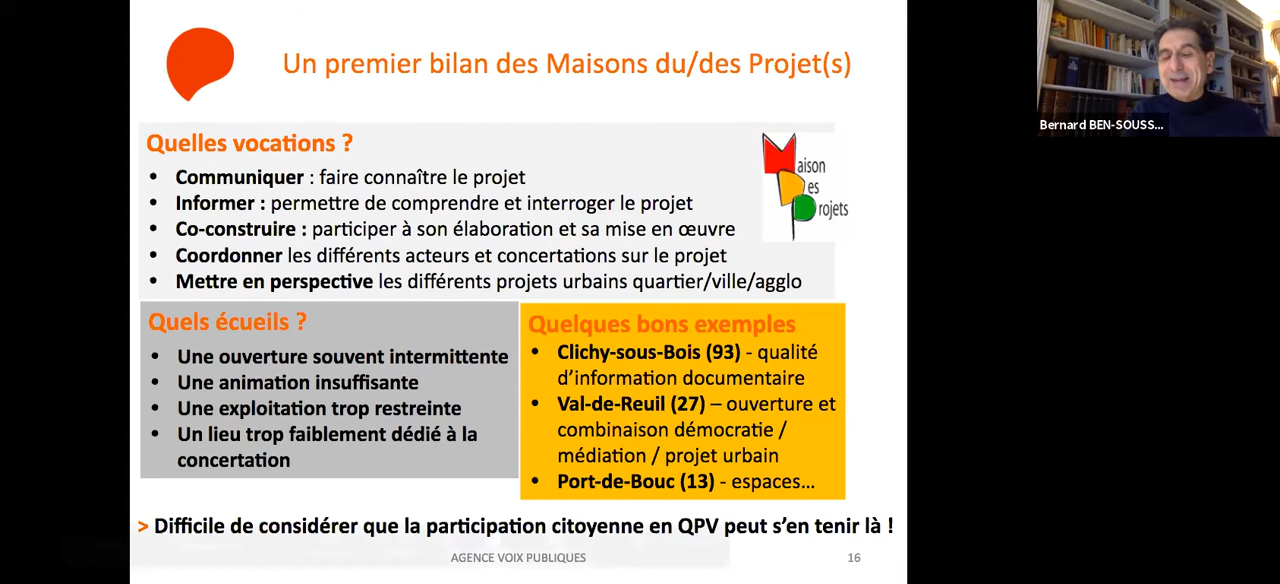 Un premier bilan des Maisons du/des Projet(s)
Quelles vocations ?
• Communiquer : faire connaître le projet
• Informer : permettre de comprendre et interroger le projet
• Co-construire : participer à son élaboration et sa mise en œuvre
• Coordonner les différents acteurs et concertations sur le projet
• Mettre en perspective les différents projets urbains quartier/ville/agglo
Maison
Des
Projets
Quels écueils ?
• Une ouverture souvent intermittente
• Une animation insuffisante
• Une exploitation trop restreinte
• Un lieu trop faiblement dédié à la
concertation
Quelques bons exemples
• Clichy-sous-Bois (93) - qualité
d’information documentaire
• Val-de-Reuil (27) – ouverture et
combinaison démocratie /
médiation / projet urbain
• Port-de-Bouc (13) - espaces…
> Difficile de considérer que la participation citoyenne en QPV peut s’en tenir là !
AGENCE VOIX PUBLIQUES
16
Bernard BEN-SOUSS...